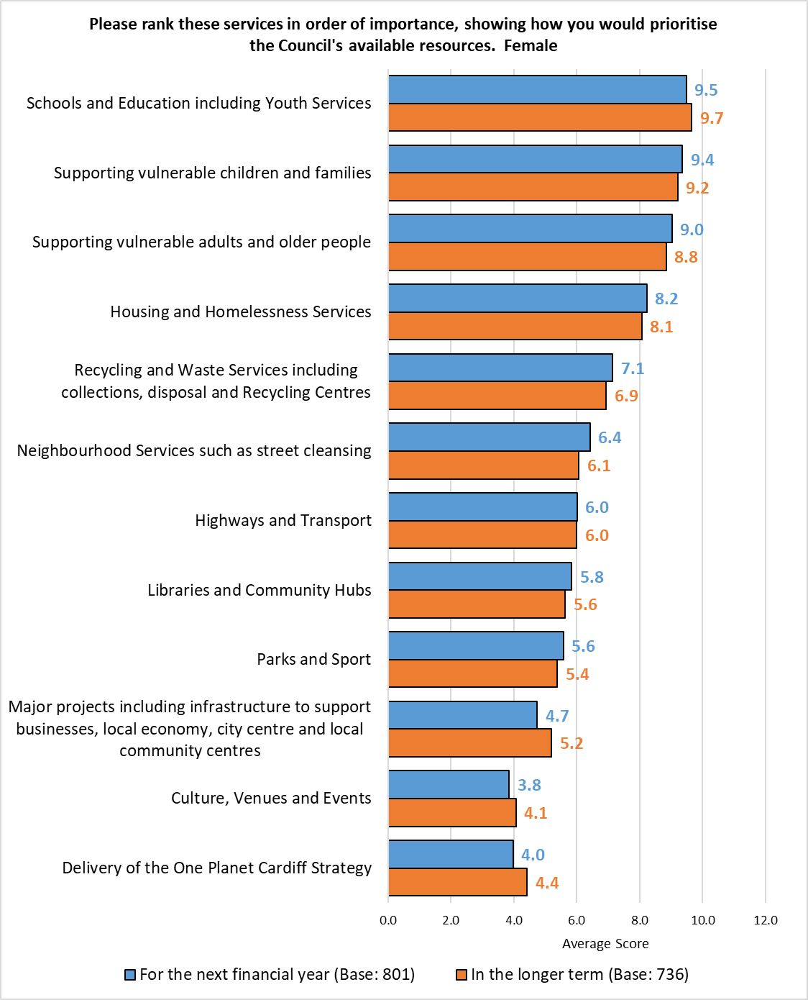 Please rank these services in order of importance, showing how you would prioritise
the Council's available resources.  Female
Schools and Education including Youth Services
9.5
9.7
Supporting vulnerable children and families
9.4
9.2
Supporting vulnerable adults and older people
9.0
8.8
Housing and Homelessness Services
8.2
8.1
Recycling and Waste Services including
collections, disposal and Recycling Centres
7.1
6.9
Neighbourhood Services such as street cleansing
6.4
6.1
Highways and Transport
6.0
6.0
Libraries and Community Hubs
5.8
5.6
Parks and Sport
5.6
5.4
Major projects including infrastructure to support
businesses, local economy, city centre and local
community centres
4.7
5.2
Culture, Venues and Events
3.8
4.1
Delivery of the One Planet Cardiff Strategy
4.0
4.4
0.0 2.0 4.0 6.0 8.0 10.0 12.0
Average Score
For the next financial year (Base: 801) In the longer term (Base: 736)